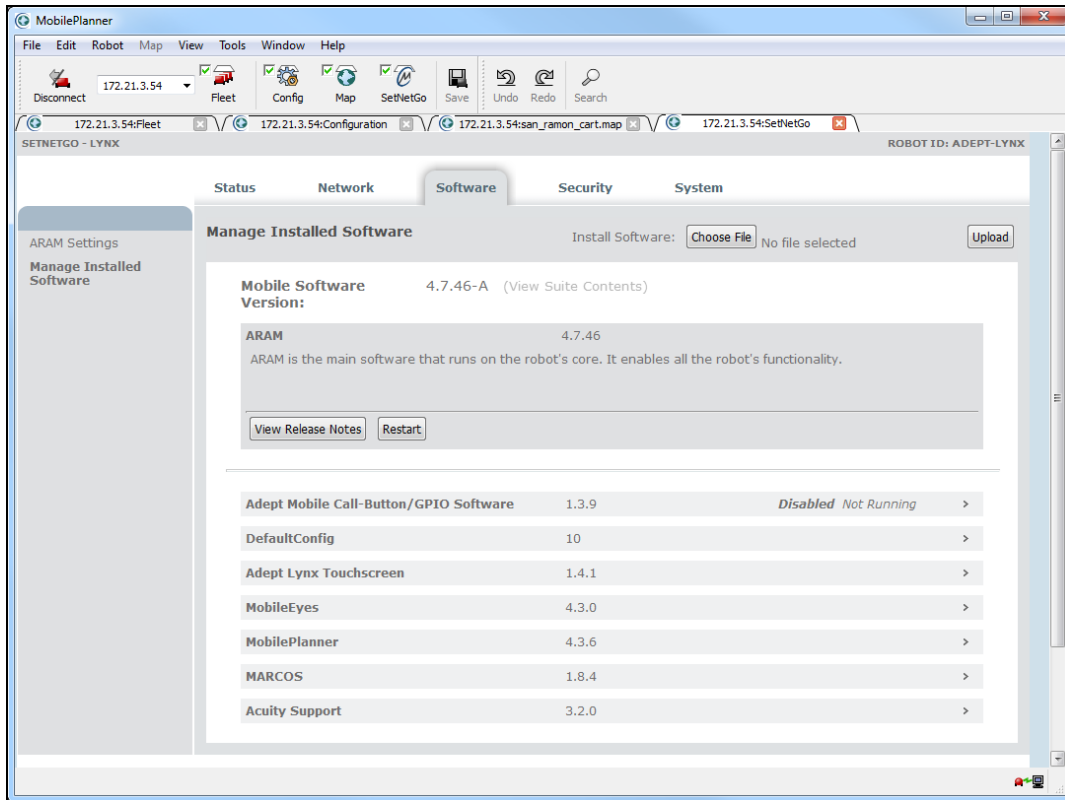 MobilePlanner
File Edit Robot Map View Tools Window Help
Disconnect 172.21.3.54 Fleet Config Map SetNetGo Save Undo Redo Search
172.21.3.54:Fleet 172.21.3.54:Configuration 172.21.3.54:san_ramon_cart.map 172.21.3.54:SetNetGo
SETNETGO - LYNX ROBOT ID: ADEPT-LYNX
Status Network Software Security System
ARAM Settings
Manage Installed
Software
Manage Installed Software Install Software: Choose File No file selected Upload
Mobile Software 4.7.46-A (View Suite Contents)
Version:
ARAM 4.7.46
ARAM is the main software that runs on the robot's core. It enables all the robot's functionality.
View Release Notes Restart
Adept Mobile Call-Button/GPIO Software 1.3.9 Disabled Not Running >
DefaultConfig 10 >
Adept Lynx Touchscreen 1.4.1 >
MobileEyes 4.3.0 >
MobilePlanner 4.3.6 >
MARCOS 1.8.4 >
Acuity Support 3.2.0 >